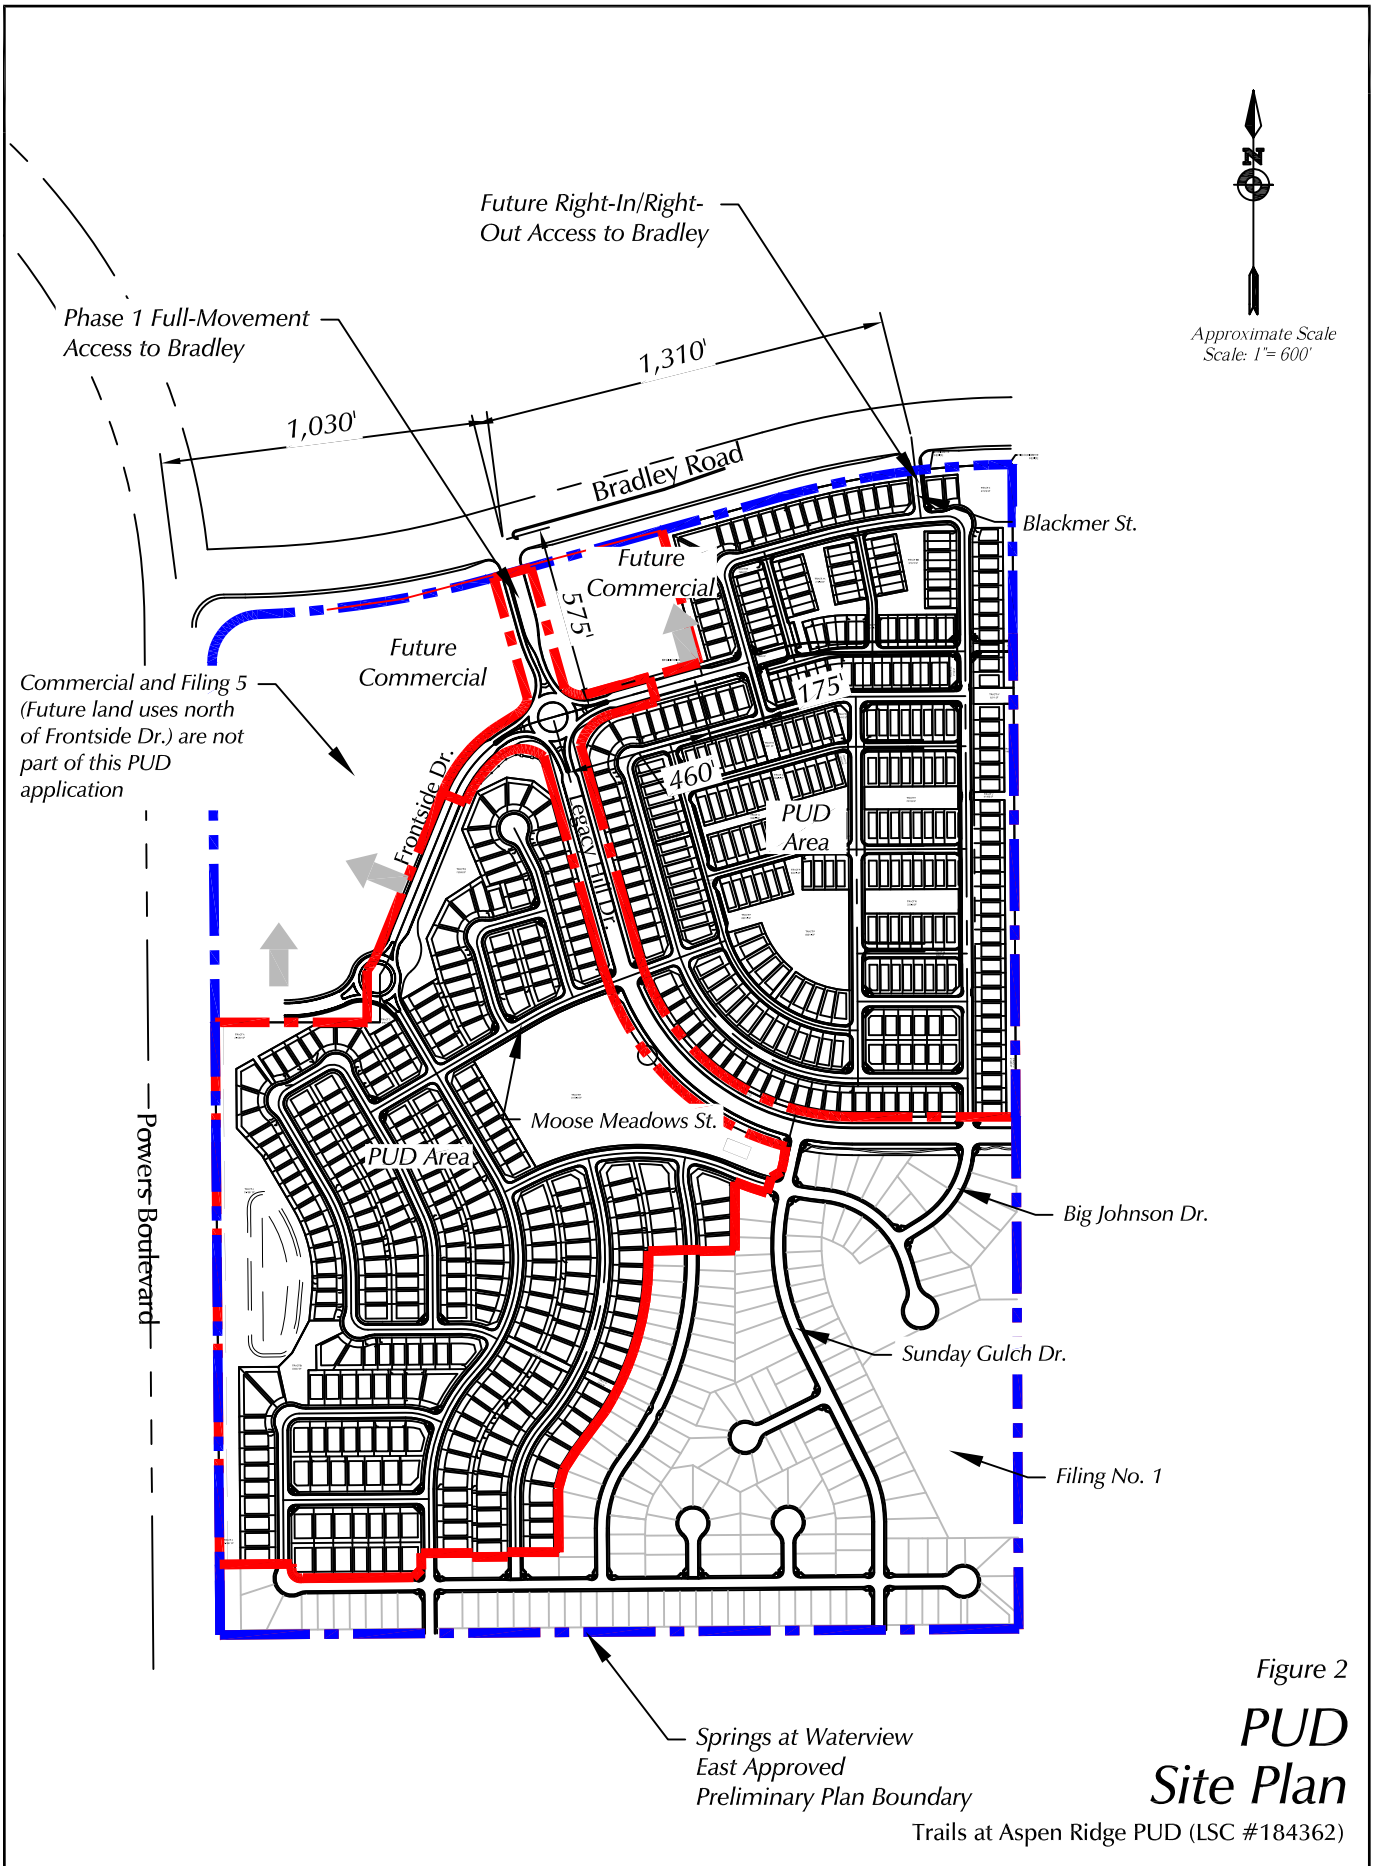 N
Approximate Scale
Scale: 1"= 600'
Future Right-In/Right-
Out Access to Bradley
Phase 1 Full-Movement
Access to Bradley
1,310'
1,030'
Bradley Road
Blackmer St.
Future
Commercial
575'
Future
Commercial
Commercial and Filing 5
(Future land uses north
of Frontside Dr.) are not
part of this PUD
application
175'
460'
Frontside Dr.
Legacy Hill Dr.
PUD
Area
Moose Meadows St.
PUD Area
Powers Boulevard
Big Johnson Dr.
Sunday Gulch Dr.
Filing No. 1
Springs at Waterview
East Approved
Preliminary Plan Boundary
Figure 2
PUD
Site Plan
Trails at Aspen Ridge PUD (LSC #184362)